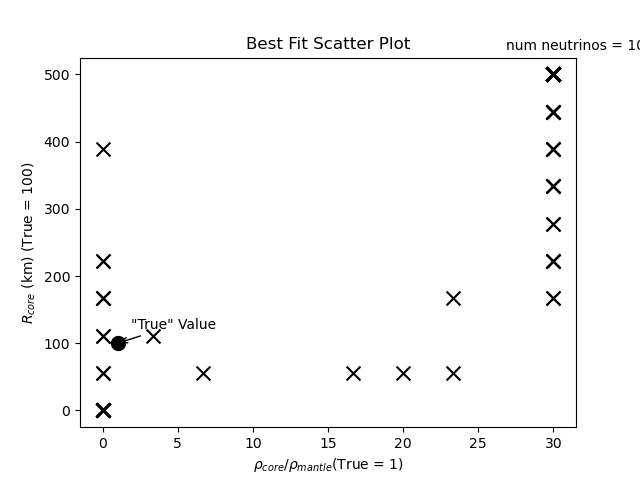 Best Fit Scatter Plot
num neutrinos = 10
500
400
300
200
100
0
R_core (km) (True = 100)
"True" Value
0 5 10 15 20 25 30
ρ_core/ρ_mantle(True = 1)